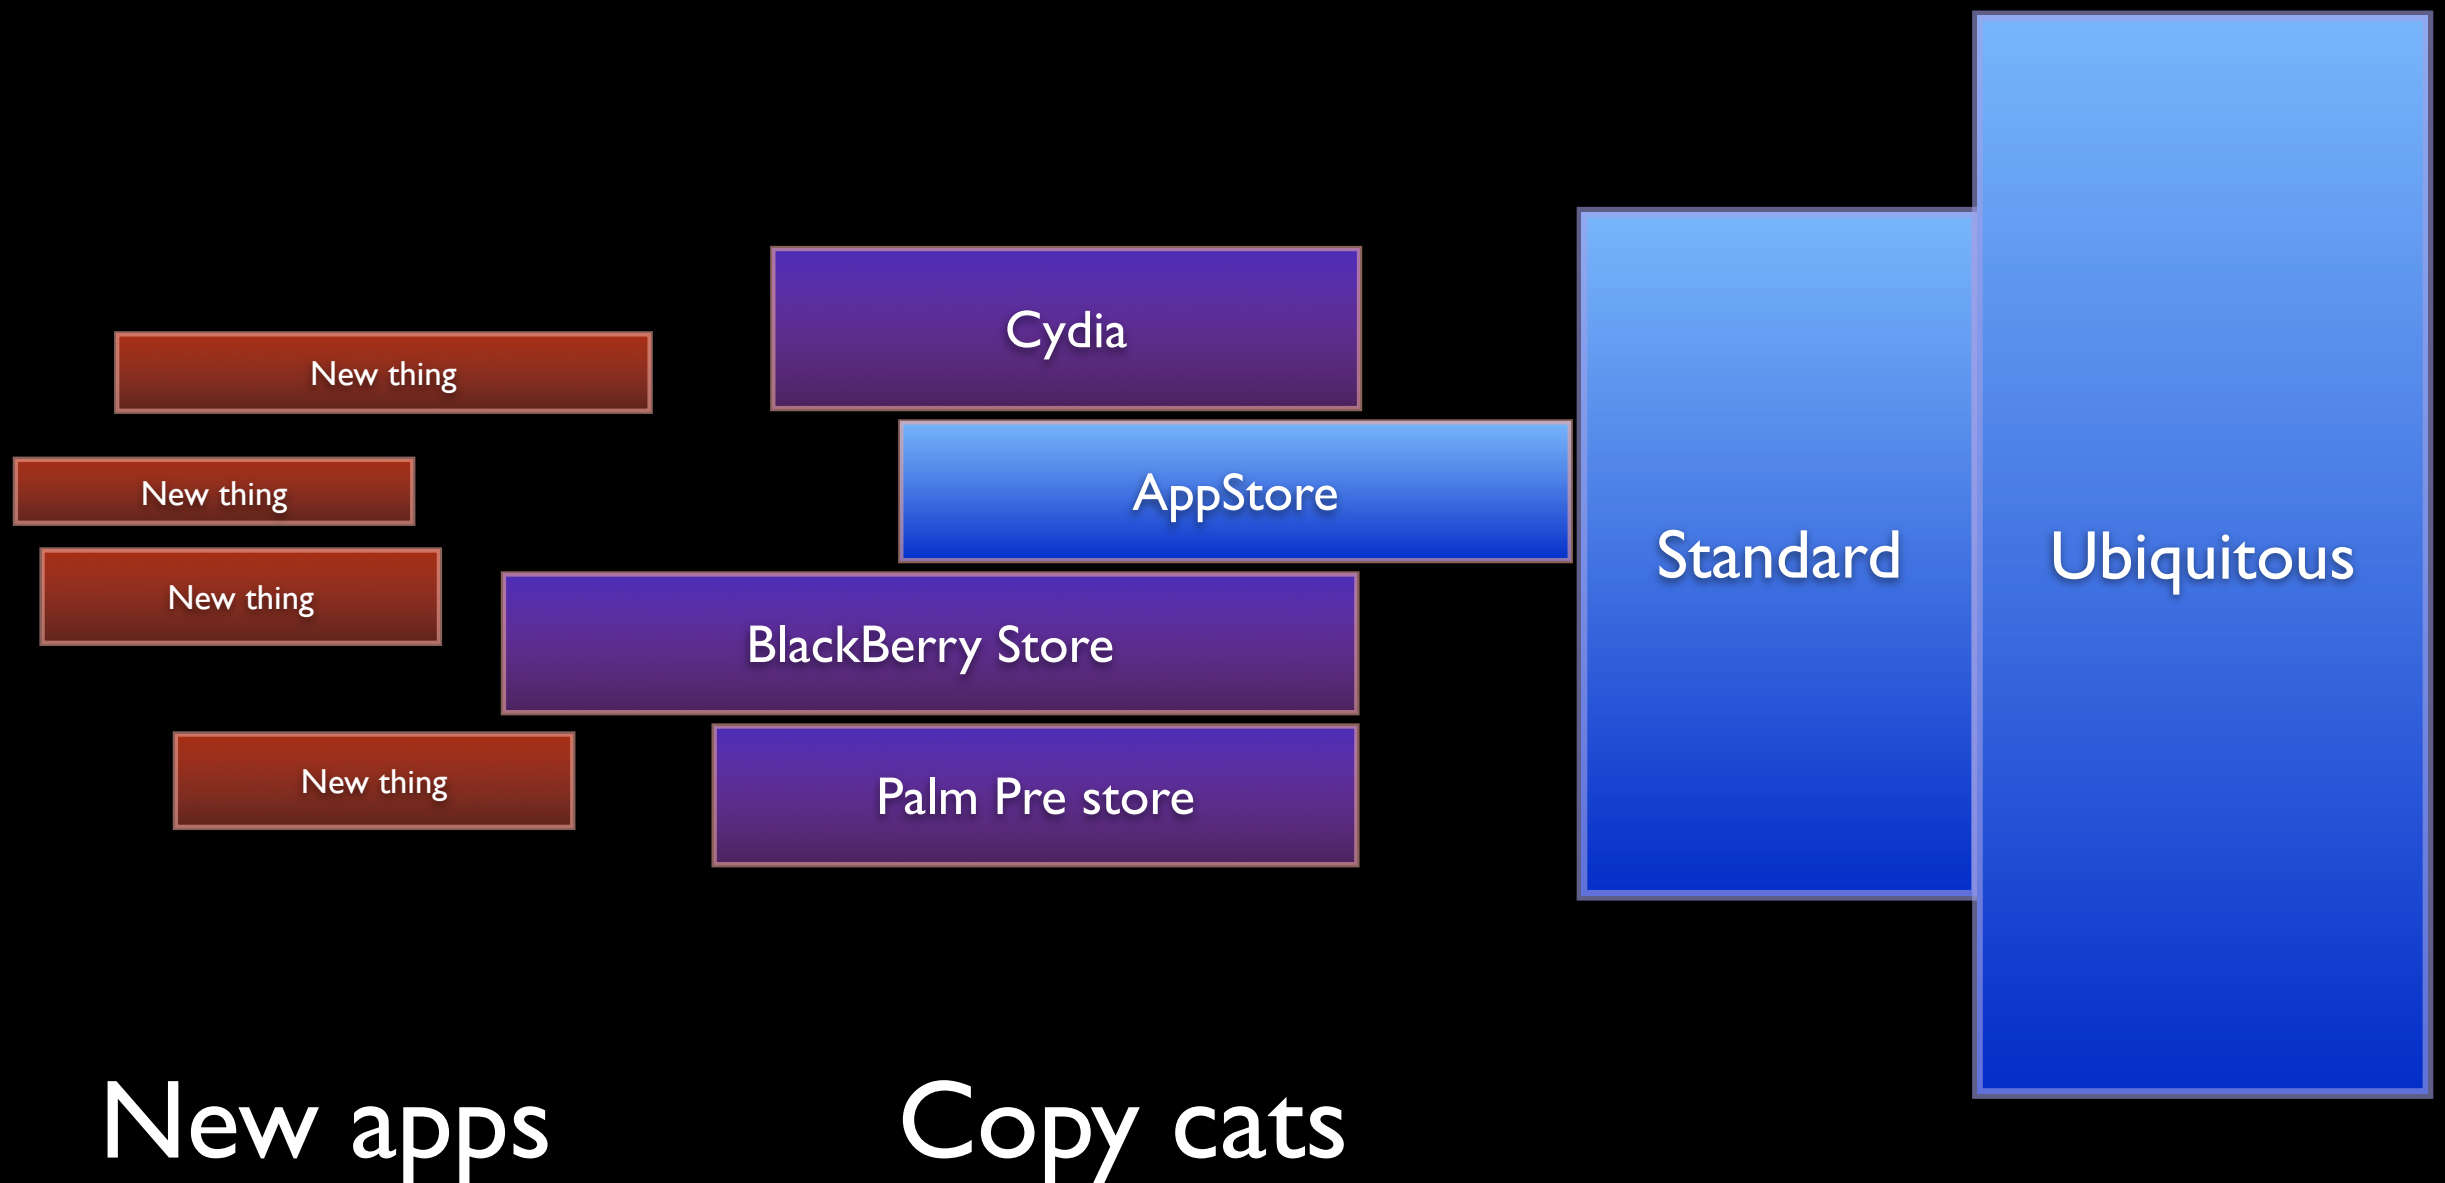 New thing
New thing
New thing
New thing
Cydia
AppStore
BlackBerry Store
Palm Pre store
Standard
Ubiquitous
New apps
Copy cats